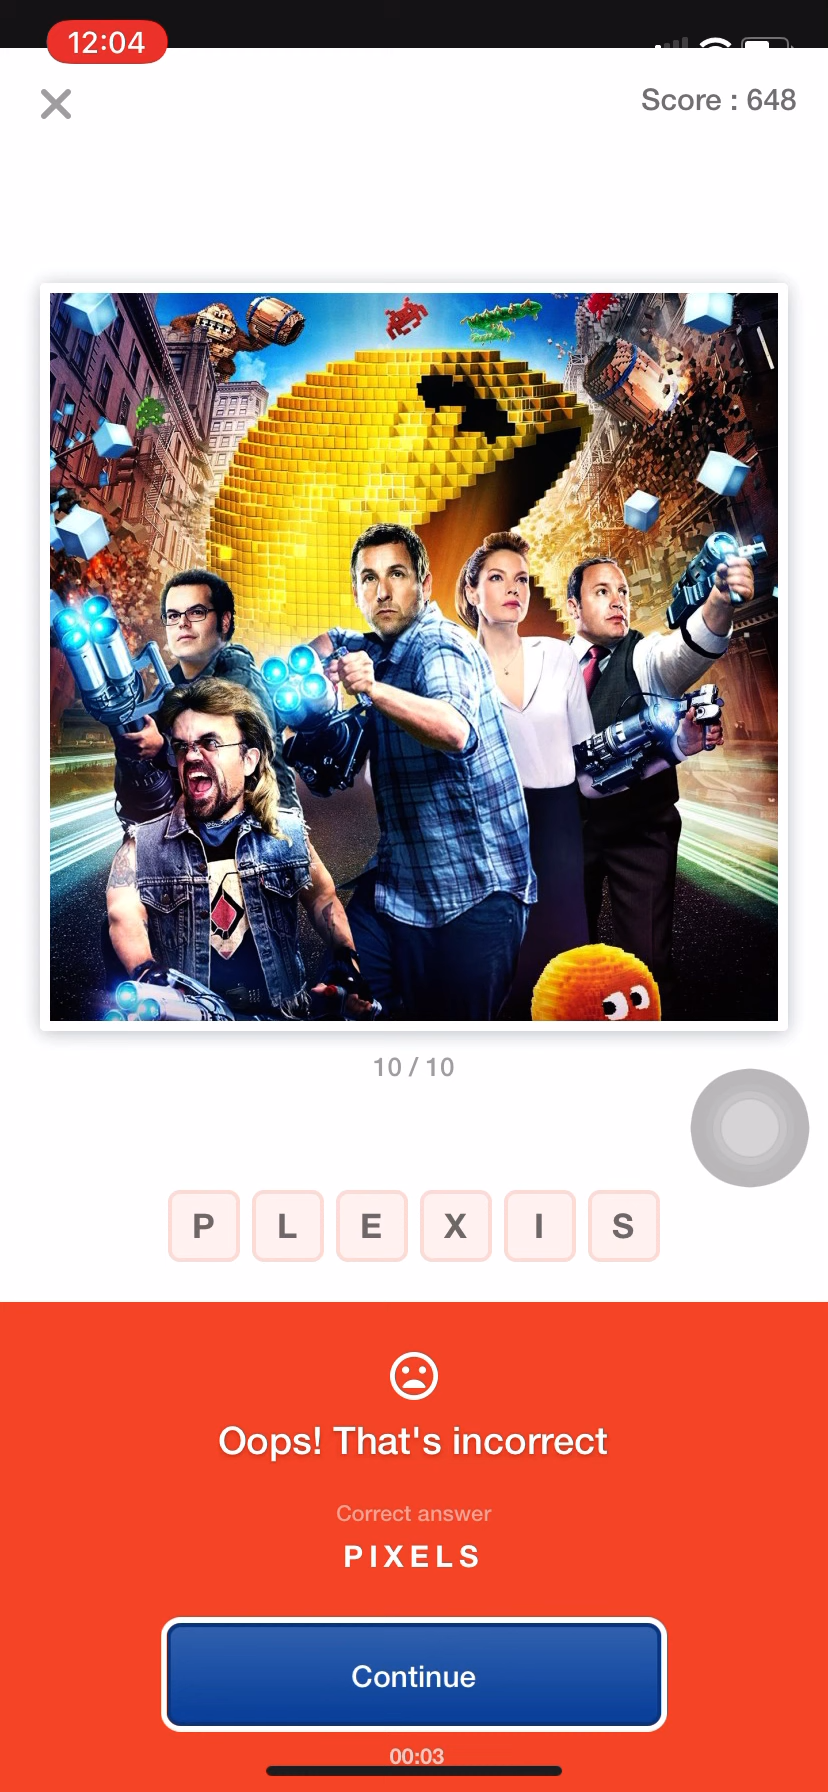 12:04
Score : 648
10 / 10
P L E X I S
Oops! That's incorrect
Correct answer
PIXELS
Continue
00:03